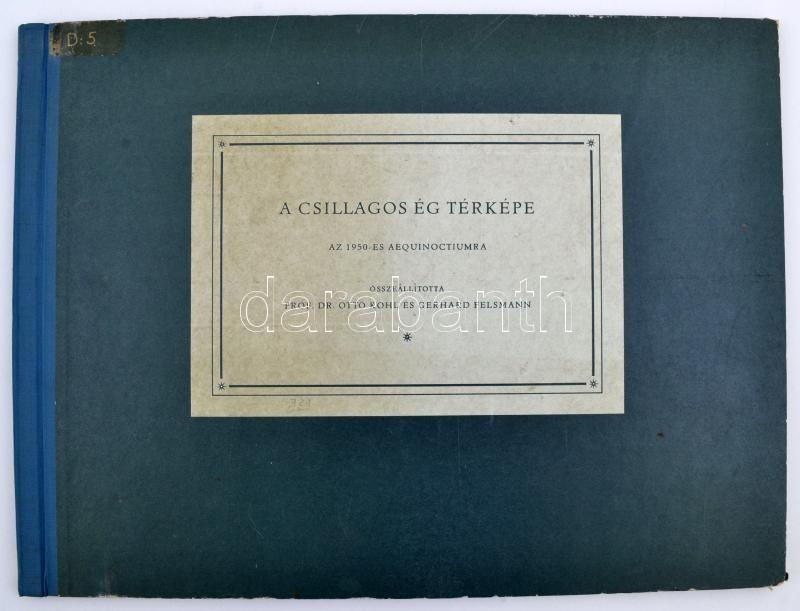 D:5
A CSILLAGOS ÉG TÉRKÉPE
AZ 1950-ES AEQUINOCTIUMRA
ÖSSZEÁLLÍTOTTA
PROF. DR. OTTO KOHL ÉS GERHARD FELSMANN
darabanth